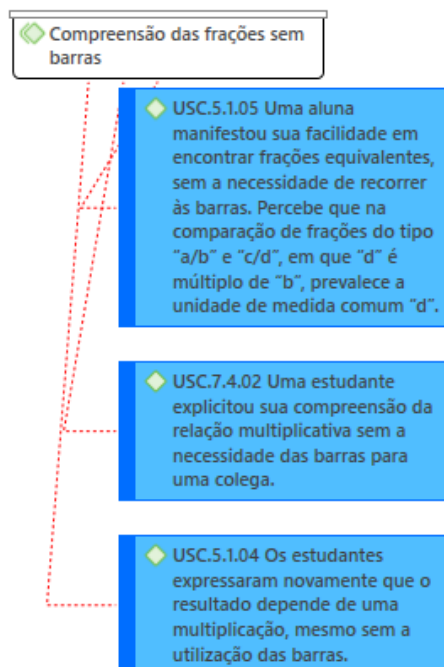 Compreensão das frações sem
barras
USC.5.1.05 Uma aluna
manifestou sua facilidade em
encontrar frações equivalentes,
sem a necessidade de recorrer
às barras. Percebe que na
comparação de frações do tipo
"a/b" e "c/d", em que "d" é
múltiplo de "b", prevalece a
unidade de medida comum "d".
USC.7.4.02 Uma estudante
explicitou sua compreensão da
relação multiplicativa sem a
necessidade das barras para
uma colega.
USC.5.1.04 Os estudantes
expressaram novamente que o
resultado depende de uma
multiplicação, mesmo sem a
utilização das barras.